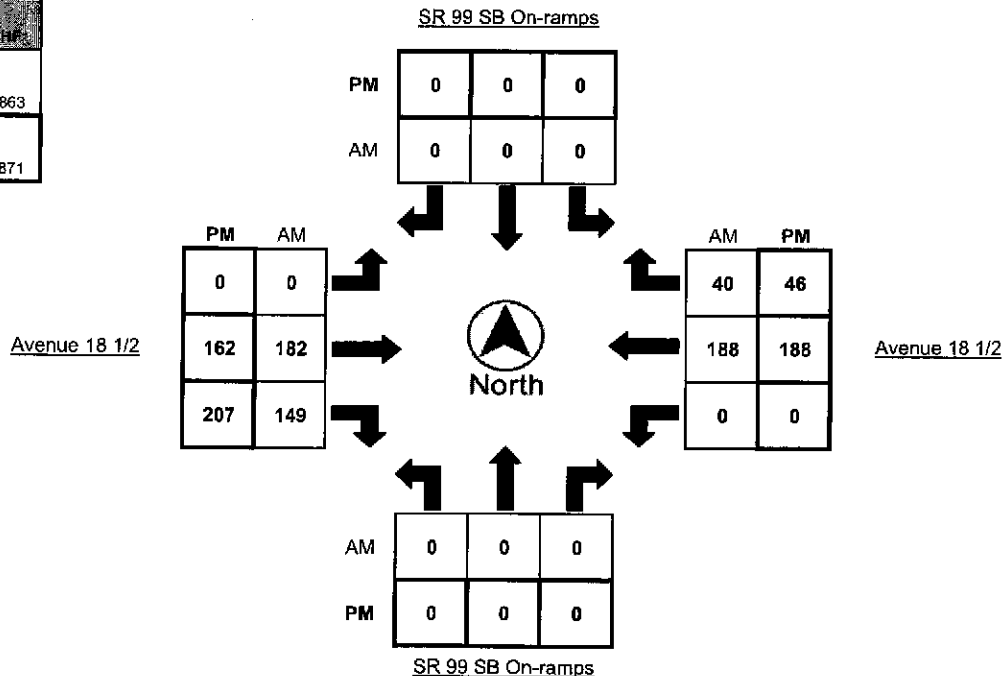 SR 99 SB On-ramps
863
871
PM 0 0 0
AM 0 0 0
PM AM
0 0
162 182
207 149
Avenue 18 1/2
North
AM PM
40 46
188 188
0 0
Avenue 18 1/2
AM 0 0 0
PM 0 0 0
SR 99 SB On-ramps